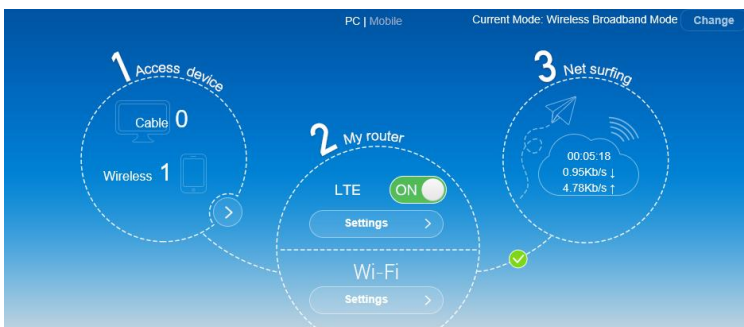 PC | Mobile
Current Mode: Wireless Broadband Mode Change
1 Access device
Cable 0
Wireless 1
2 My router
LTE ON
Settings
Wi-Fi
Settings
3 Net surfing
00:05:18
0.95Kb/s ↓
4.78Kb/s ↑